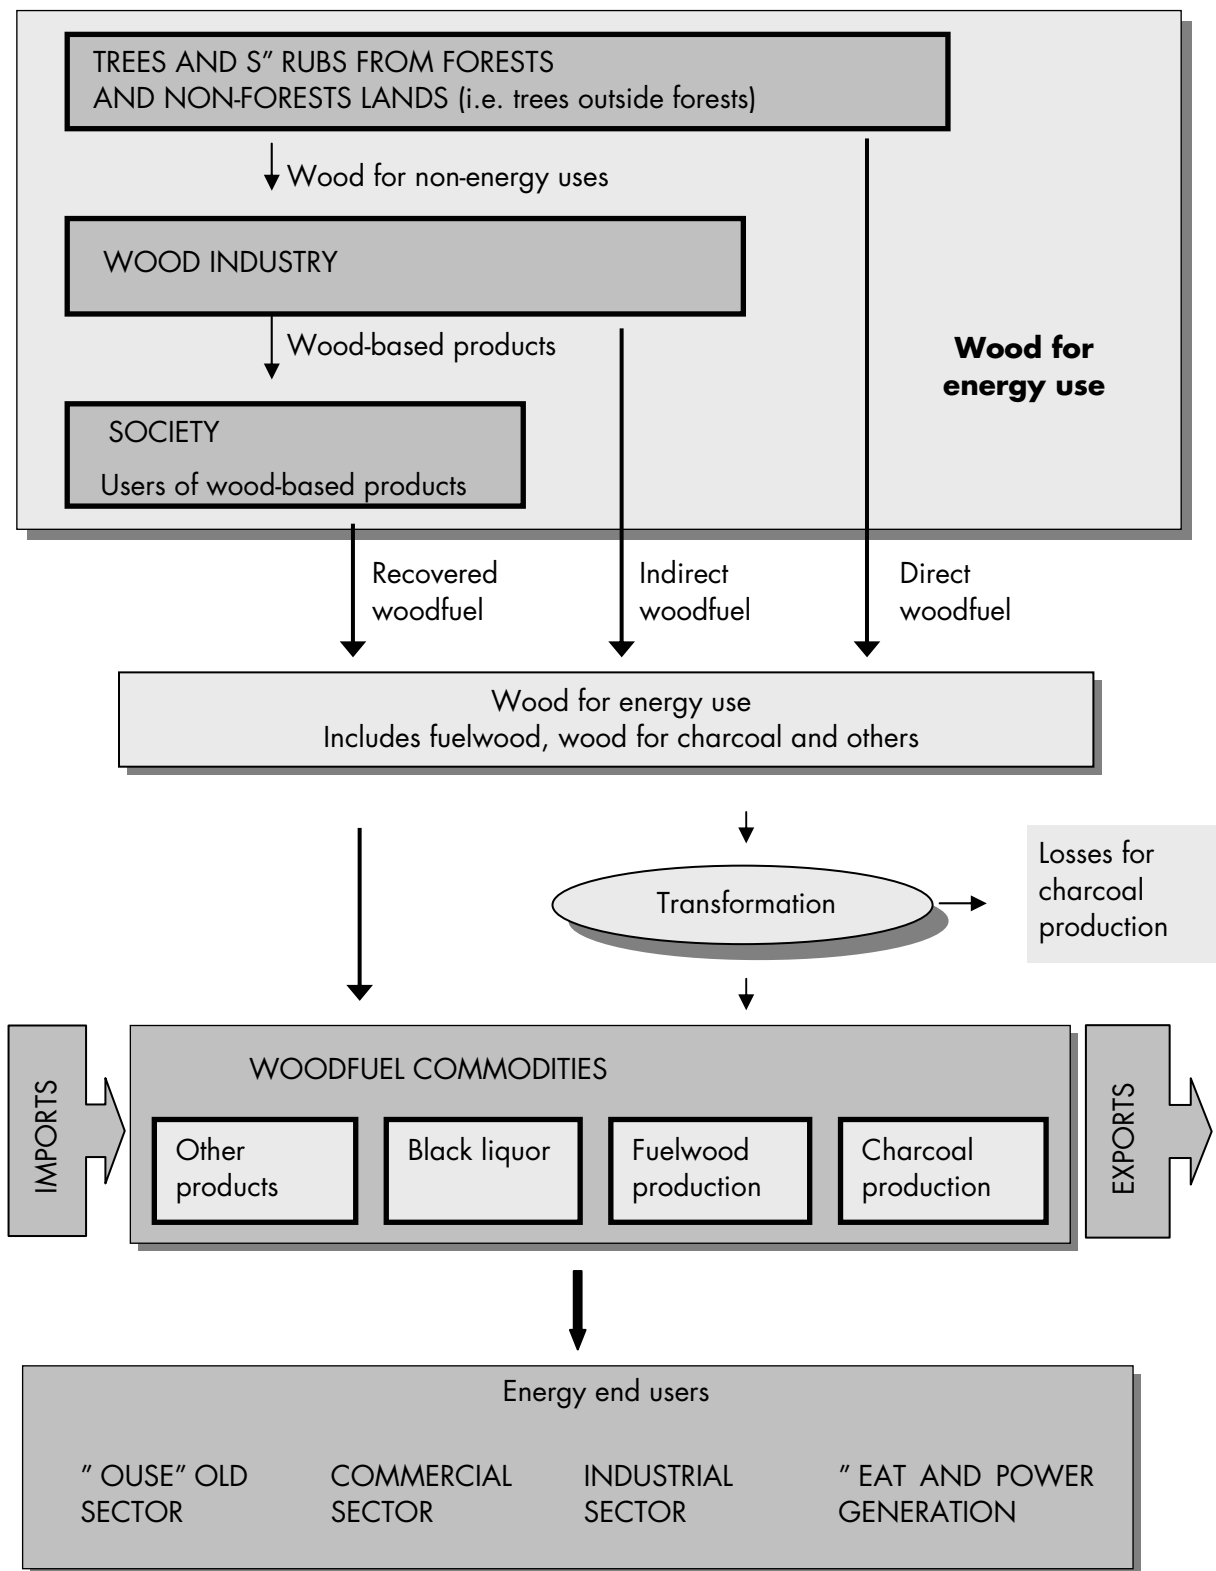 TREES AND S” RUBS FROM FORESTS
AND NON-FORESTS LANDS (i.e. trees outside forests)
Wood for non-energy uses
WOOD INDUSTRY
Wood-based products
Wood for
energy use
SOCIETY
Users of wood-based products
Recovered
woodfuel
Indirect
woodfuel
Direct
woodfuel
Wood for energy use
Includes fuelwood, wood for charcoal and others
Transformation
Losses for
charcoal
production
IMPORTS
WOODFUEL COMMODITIES
Other
products
Black liquor
Fuelwood
production
Charcoal
production
EXPORTS
Energy end users
” OUSE” OLD
SECTOR
COMMERCIAL
SECTOR
INDUSTRIAL
SECTOR
” EAT AND POWER
GENERATION